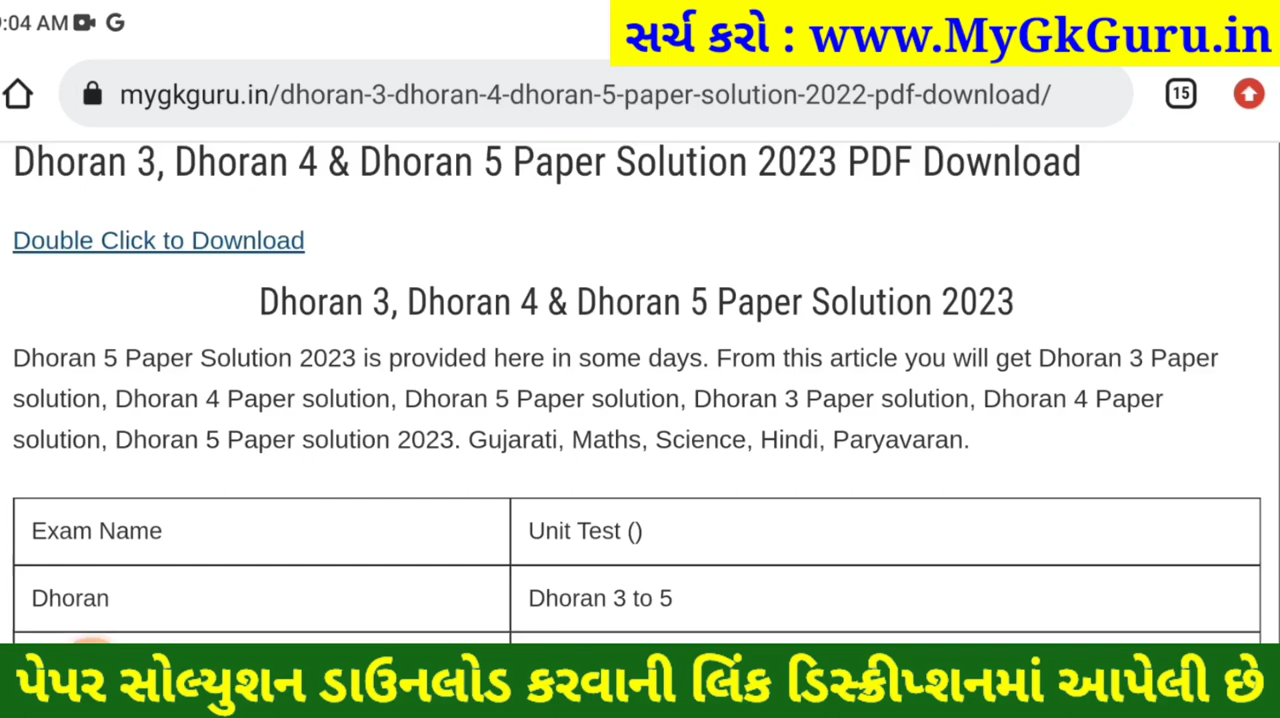 :04 AM G
સર્ચ કરો : www.MyGkGuru.in
mygkguru.in/dhoran-3-dhoran-4-dhoran-5-paper-solution-2022-pdf-download/
15
Dhoran 3, Dhoran 4 & Dhoran 5 Paper Solution 2023 PDF Download
Double Click to Download
Dhoran 3, Dhoran 4 & Dhoran 5 Paper Solution 2023
Dhoran 5 Paper Solution 2023 is provided here in some days. From this article you will get Dhoran 3 Paper
solution, Dhoran 4 Paper solution, Dhoran 5 Paper solution, Dhoran 3 Paper solution, Dhoran 4 Paper
solution, Dhoran 5 Paper solution 2023. Gujarati, Maths, Science, Hindi, Paryavaran.
Exam Name Unit Test ()
Dhoran Dhoran 3 to 5
પેપર સોલ્યુશન ડાઉનલોડ કરવાની લિંક ડિસ્ક્રીપ્શનમાં આપેલી છે